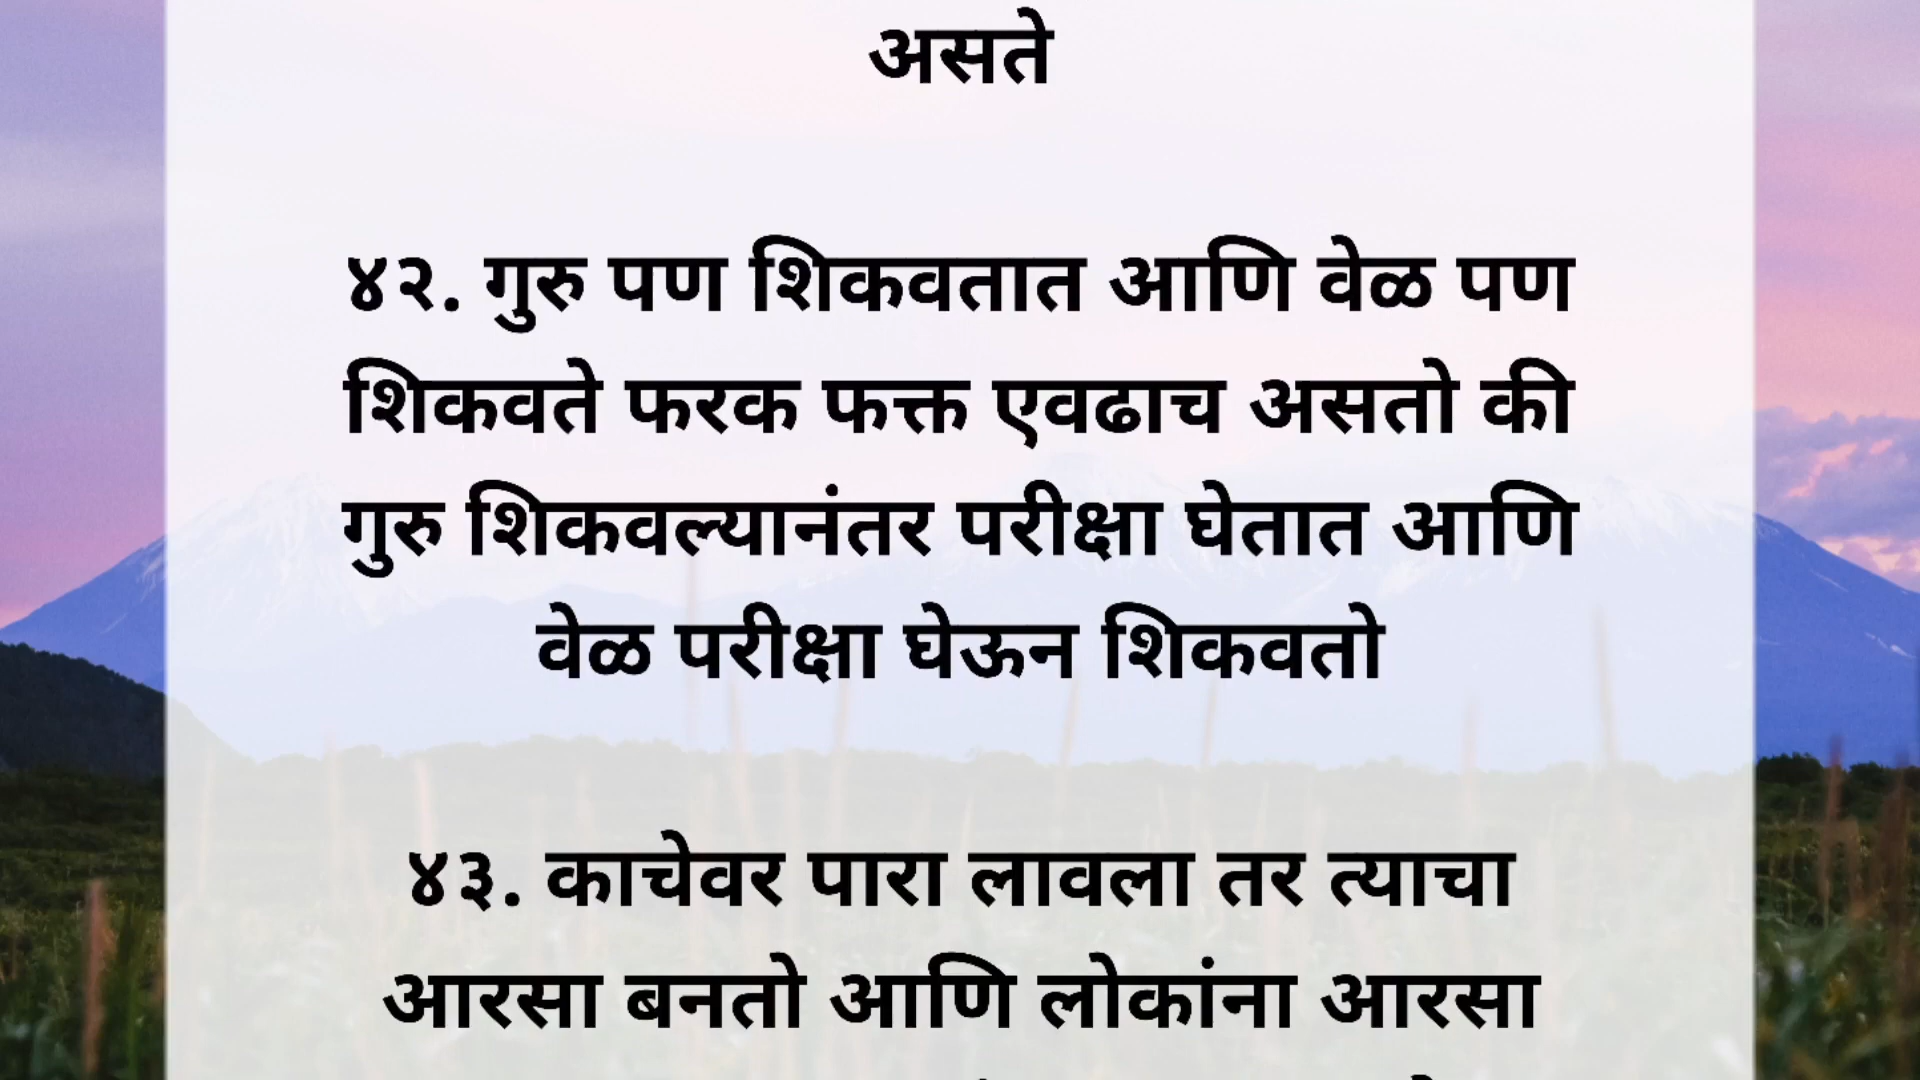 असते
४२. गुरु पण शिकवतात आणि वेळ पण
शिकवते फरक फक्त एवढाच असतो की
गुरु शिकवल्यानंतर परीक्षा घेतात आणि
वेळ परीक्षा घेऊन शिकवतो
४३. काचेवर पारा लावला तर त्याचा
आरसा बनतो आणि लोकांना आरसा